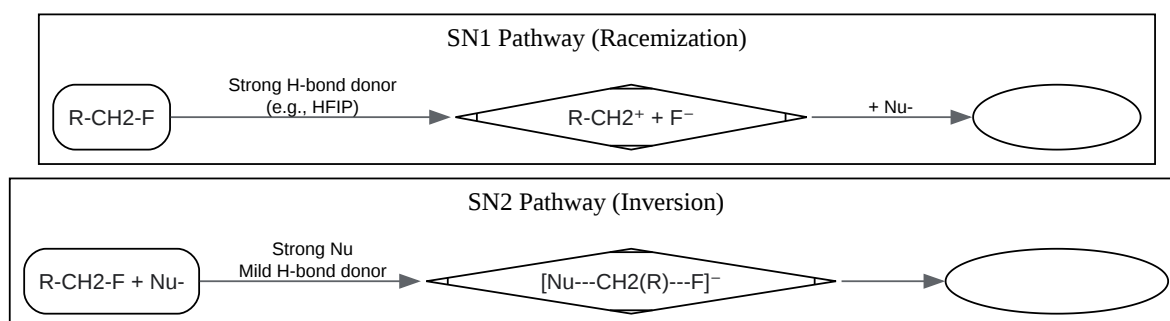 SN1 Pathway (Racemization)
R-CH2-F
Strong H-bond donor
(e.g., HFIP)
R-CH2⁺ + F⁻
+ Nu-
SN2 Pathway (Inversion)
R-CH2-F + Nu-
Strong Nu
Mild H-bond donor
[Nu---CH2(R)---F]⁻